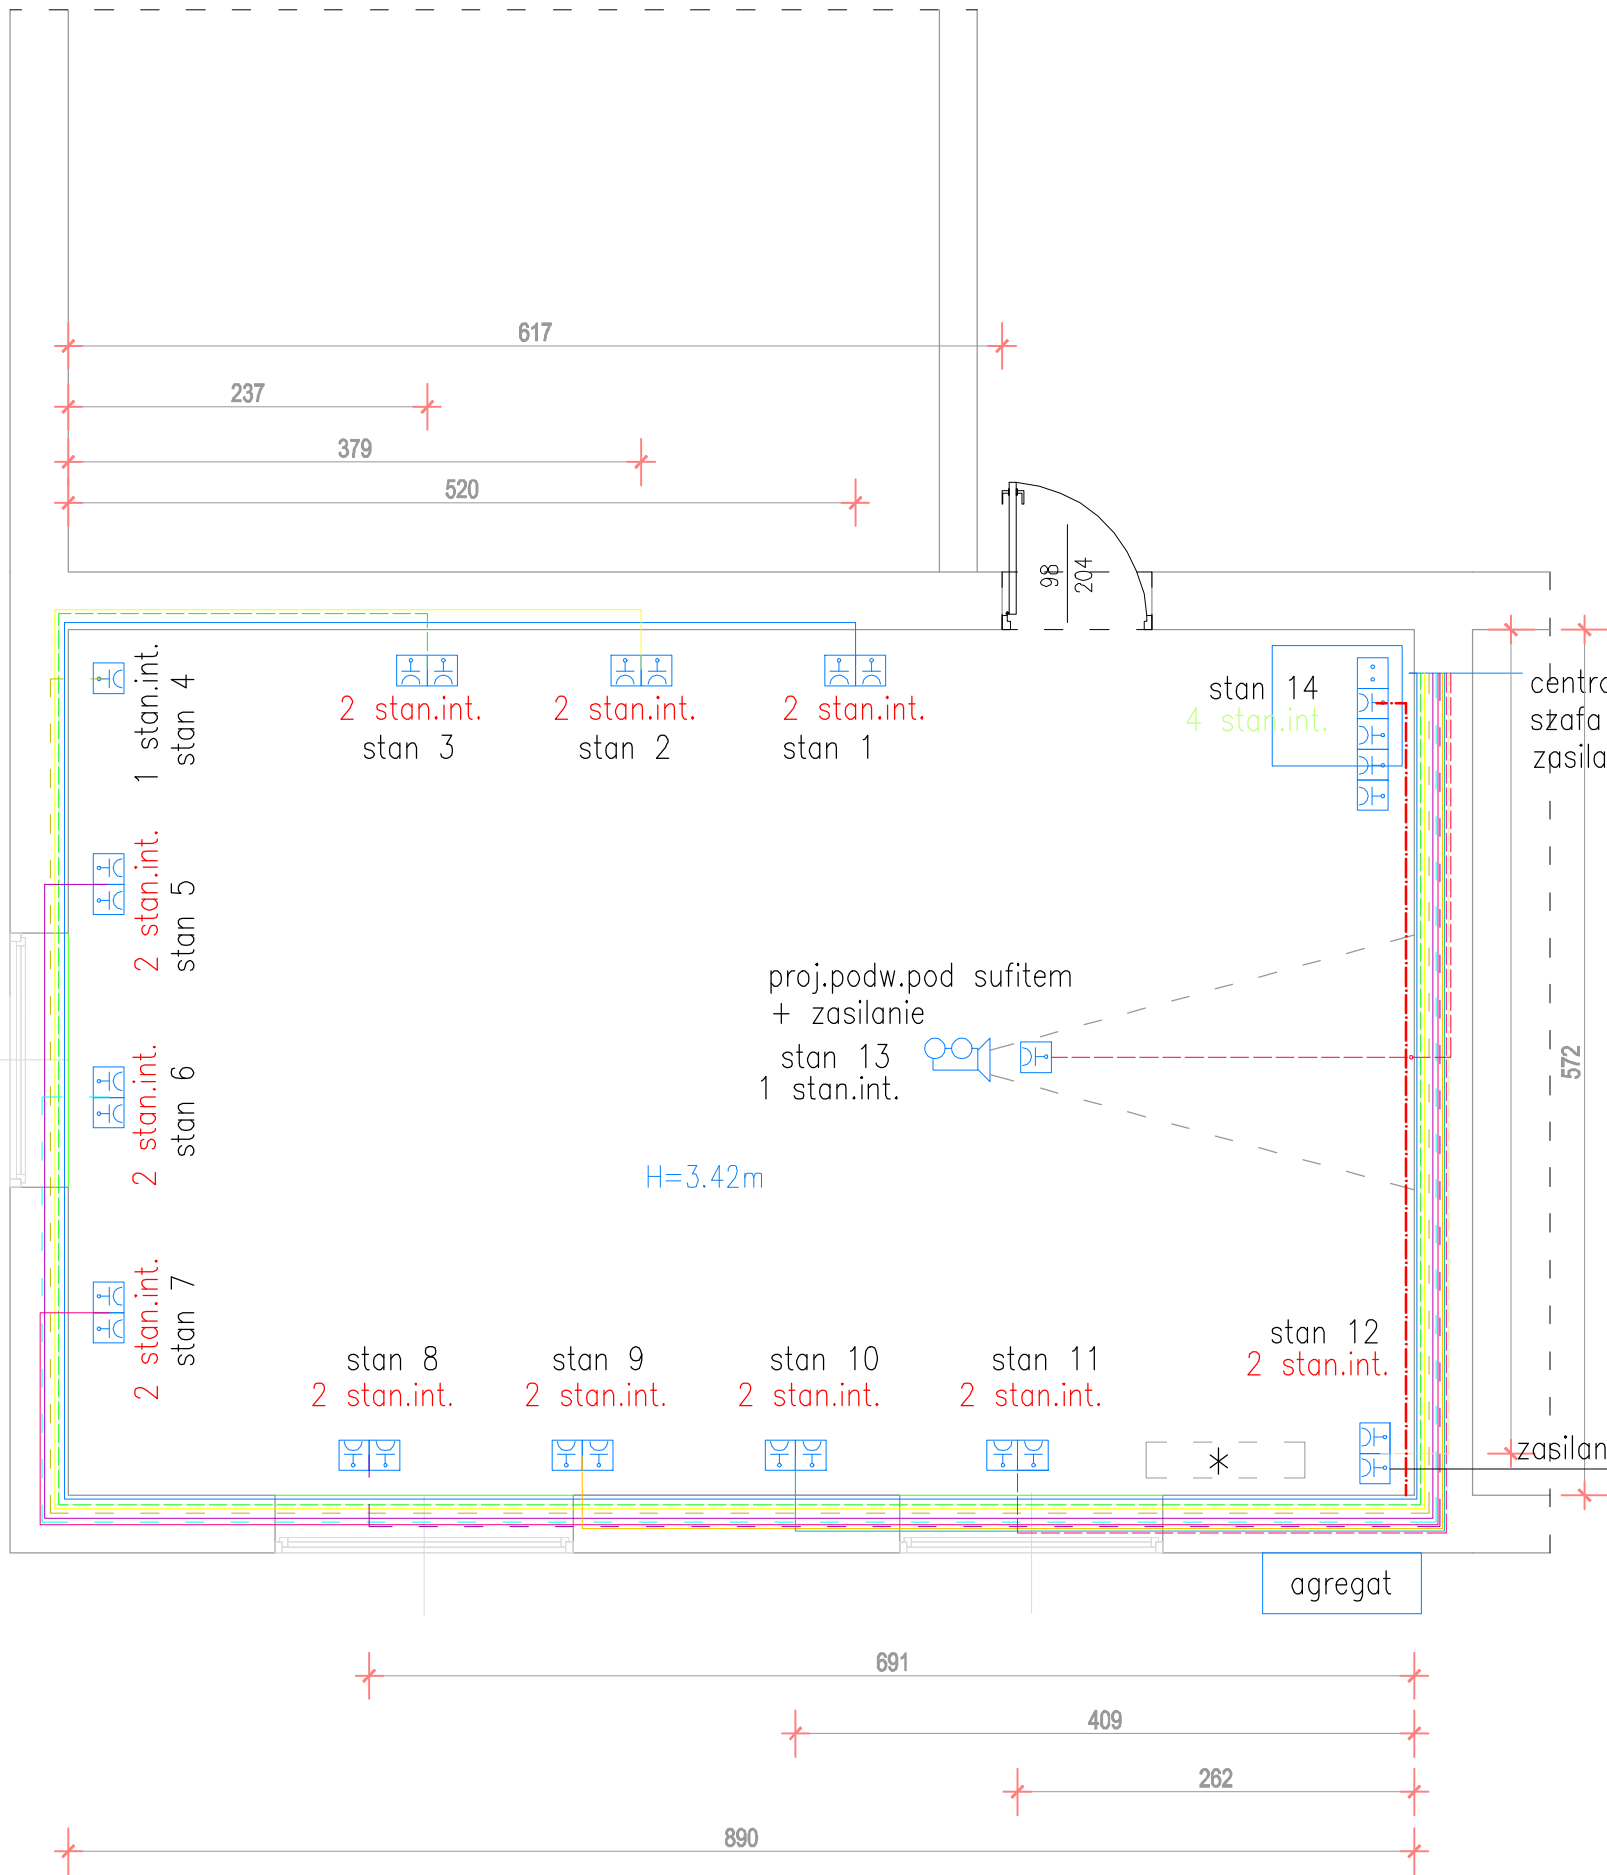 617
237
379
520
98
204
1 stan.int.
stan 4
2 stan.int.
stan 3
2 stan.int.
stan 2
2 stan.int.
stan 1
stan 14
4 stan.int.
szafa
2 stan.int.
stan 5
proj.podw.pod sufitem
+ zasilanie
stan 13
1 stan.int.
572
2 stan.int.
stan 6
H=3.42m
2 stan.int.
stan 7
stan 8
2 stan.int.
stan 9
2 stan.int.
stan 10
2 stan.int.
stan 11
2 stan.int.
stan 12
2 stan.int.
*
zasilan
agregat
691
409
262
890